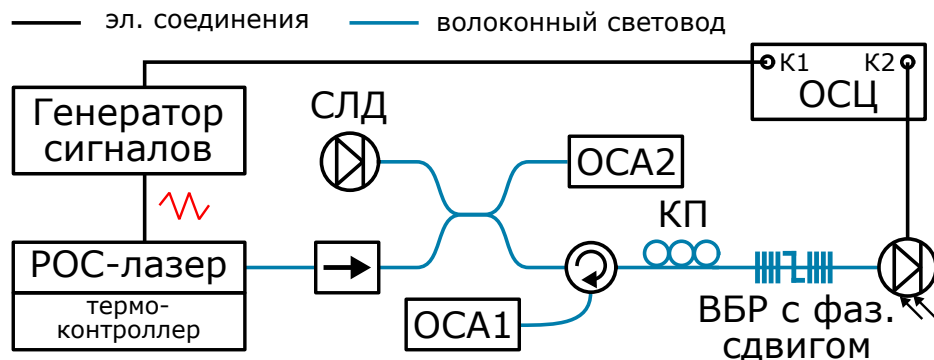 эл. соединения
волоконный световод
К1
К2
ОСЦ
Генератор
сигналов
СЛД
ОСА2
КП
РОС-лазер
термо-
контроллер
ОСА1
ВБР с фаз.
сдвигом